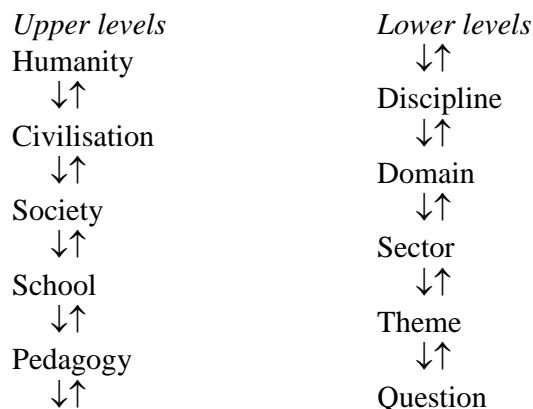 Upper levels
Humanity
↓↑
Civilisation
↓↑
Society
↓↑
School
↓↑
Pedagogy
↓↑
Lower levels
↓↑
Discipline
↓↑
Domain
↓↑
Sector
↓↑
Theme
↓↑
Question